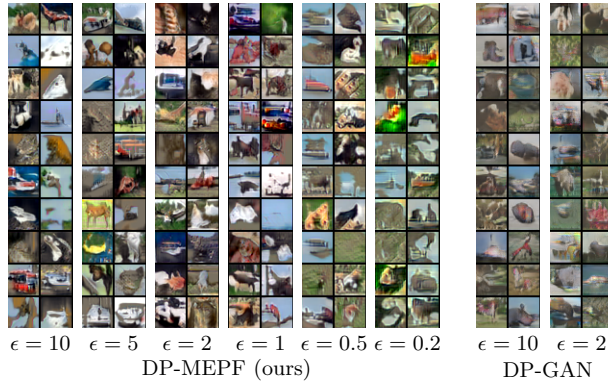 ϵ = 10 ϵ = 5 ϵ = 2 ϵ = 1 ϵ = 0.5 ϵ = 0.2 ϵ = 10 ϵ = 2
DP-MEPF (ours) DP-GAN